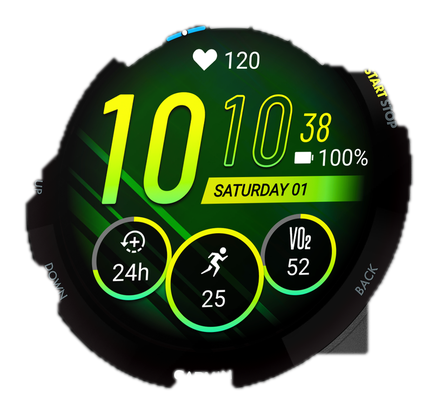 120
START STOP
10 10 38
100%
SATURDAY 01
UP
24h
25
VO₂
52
DOWN
BACK